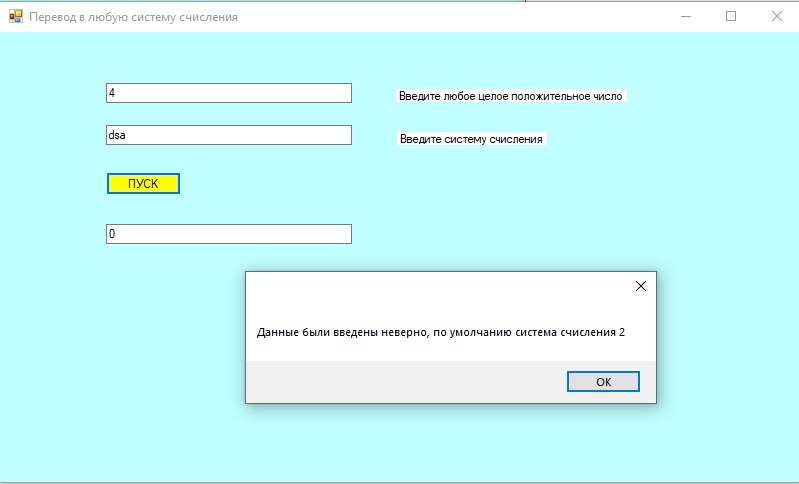 Перевод в любую систему счисления
4
Введите любое целое положительное число
dsa
Введите систему счисления
ПУСК
0
Данные были введены неверно, по умолчанию система счисления 2
OK